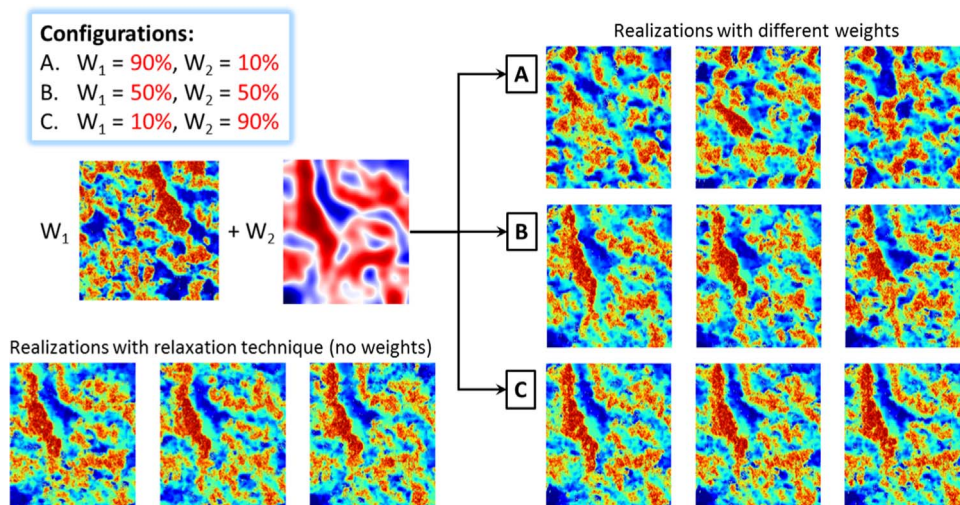 Configurations:
A. W₁ = 90%, W₂ = 10%
B. W₁ = 50%, W₂ = 50%
C. W₁ = 10%, W₂ = 90%
W₁
+ W₂
Realizations with relaxation technique (no weights)
Realizations with different weights
A
B
C